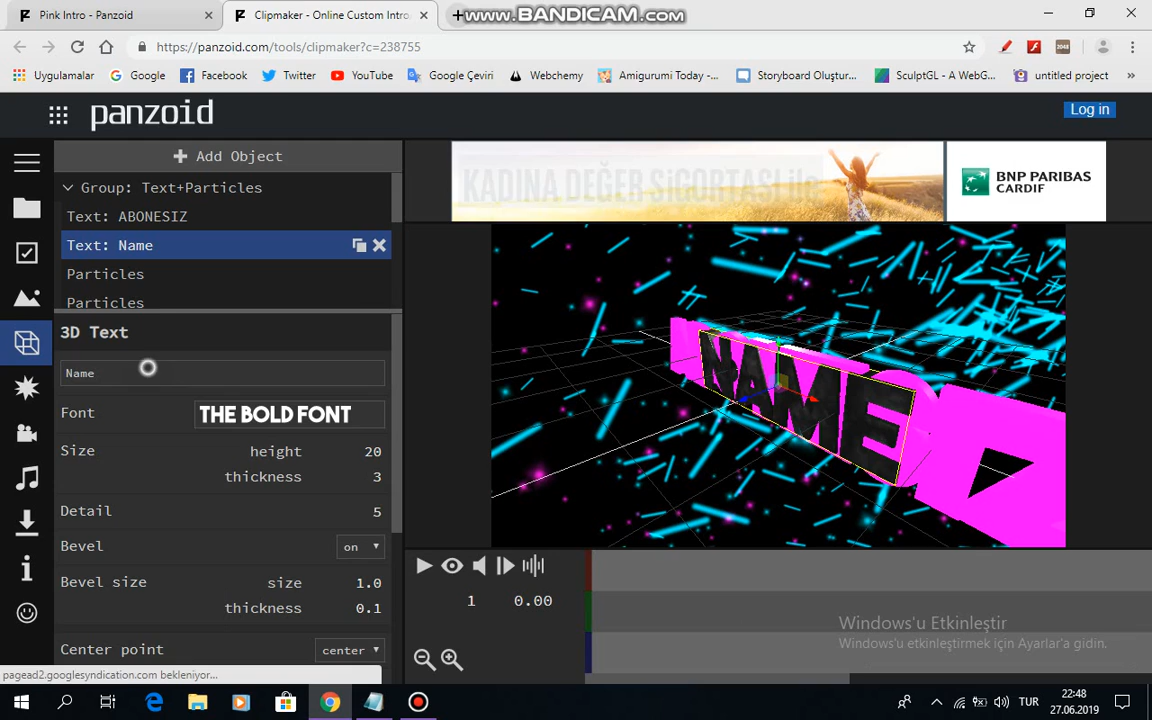 Pink Intro - Panzoid
Clipmaker - Online Custom Intro
www.BANDICAM.com
https://panzoid.com/tools/clipmaker?c=238755
Uygulamalar
Google
Facebook
Twitter
YouTube
Google Çeviri
Webchemy
Amigurumi Today -...
Storyboard Oluştur...
SculptGL - A WebG...
untitled project
panzoid
Log in
Add Object
Group: Text+Particles
Text: ABONESIZ
Text: Name
Particles
Particles
KADINA DEĞER SİGORTASI ile
BNP PARIBAS
CARDIF
3D Text
Name
Font
THE BOLD FONT
Size
height
20
thickness
3
Detail
5
Bevel
on
Bevel size
size
1.0
thickness
0.1
Center point
center
NAME
1
0.00
Windows'u Etkinleştir
Windows'u etkinleştirmek için Ayarlar'a gidin.
pagead2.googlesyndication.com bekleniyor...
TUR
22:48
27.06.2019